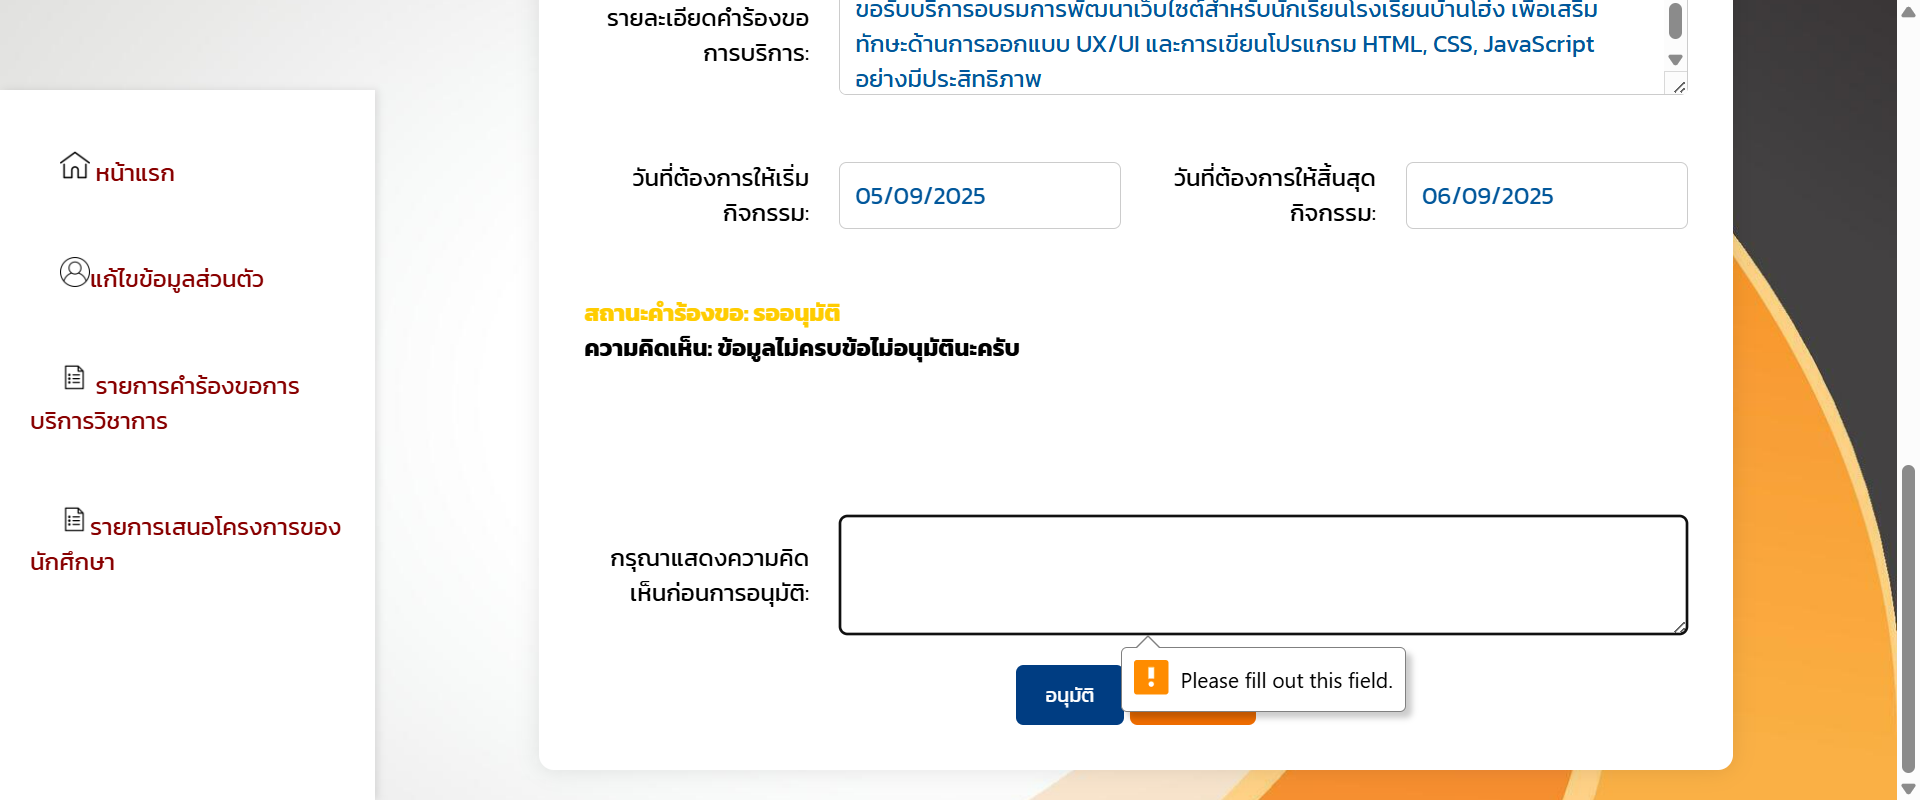 หน้าแรก
แก้ไขข้อมูลส่วนตัว
รายการคำร้องขอการ
บริการวิชาการ
รายการเสนอโครงการของ
นักศึกษา
รายละเอียดคำร้องขอ
การบริการ:
ขอรับบริการอบรมการพัฒนาเว็บไซต์สำหรับนักเรียนโรงเรียนบ้านโฮ่ง เพื่อเสริม
ทักษะด้านการออกแบบ UX/UI และการเขียนโปรแกรม HTML, CSS, JavaScript
อย่างมีประสิทธิภาพ
วันที่ต้องการให้เริ่ม
กิจกรรม:
05/09/2025
วันที่ต้องการให้สิ้นสุด
กิจกรรม:
06/09/2025
สถานะคำร้องขอ: รออนุมัติ
ความคิดเห็น: ข้อมูลไม่ครบข้อไม่อนุมัตินะครับ
กรุณาแสดงความคิด
เห็นก่อนการอนุมัติ:
Please fill out this field.
อนุมัติ